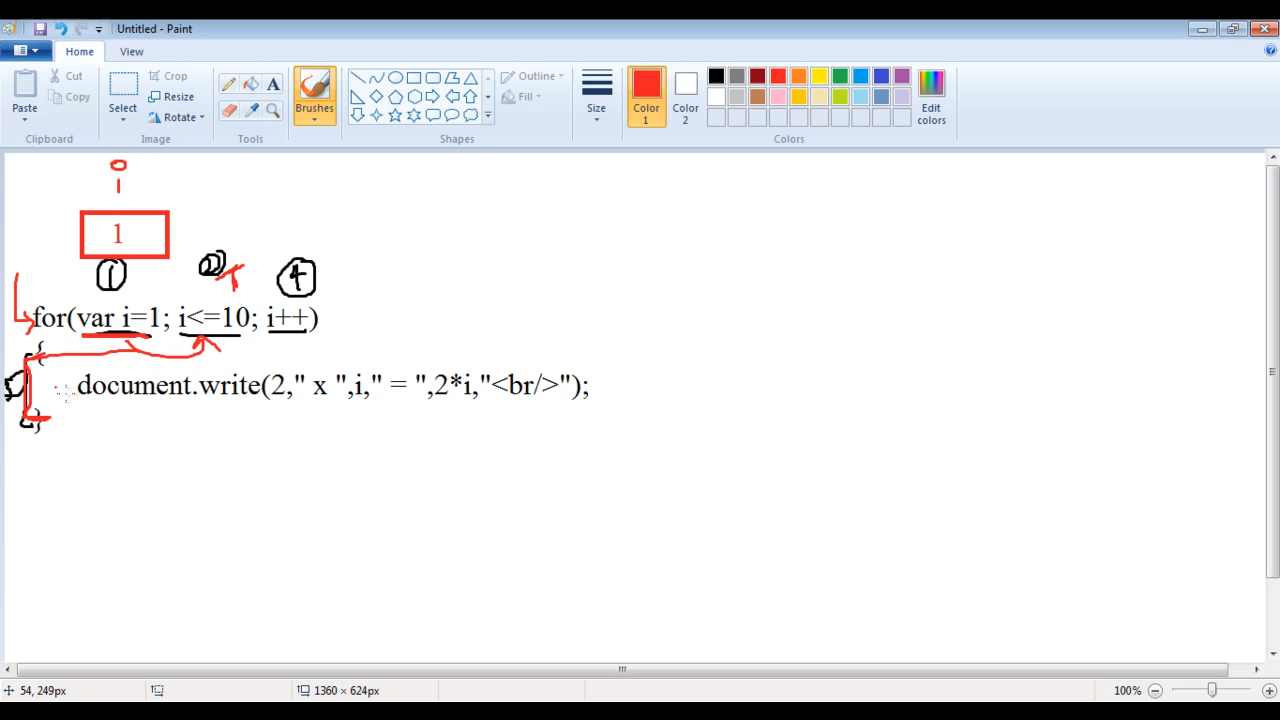 Untitled - Paint
Home View
Paste
Cut
Copy
Clipboard
Select
Crop
Resize
Rotate
Image
A
Tools
Brushes
Outline
Fill
Shapes
Size
Color 1
Color 2
Edit colors
Colors
i
1
1 2 4
for(var i=1; i<=10; i++)
{
document.write(2," x ",i," = ",2*i,"<br/>");
}
54, 249px
1360 × 624px
100%